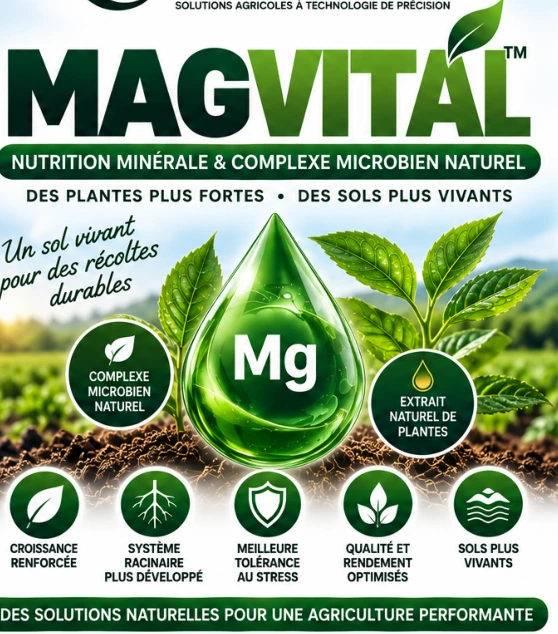 SOLUTIONS AGRICOLES À TECHNOLOGIE DE PRÉCISION
MAGVITAL™
NUTRITION MINÉRALE & COMPLEXE MICROBIEN NATUREL
DES PLANTES PLUS FORTES • DES SOLS PLUS VIVANTS
Un sol vivant
pour des récoltes
durables
Mg
COMPLEXE
MICROBIEN
NATUREL
EXTRAIT
NATUREL DE
PLANTES
CROISSANCE
RENFORCÉE
SYSTÈME
RACINAIRE
PLUS DÉVELOPPÉ
MEILLEURE
TOLÉRANCE
AU STRESS
QUALITÉ ET
RENDEMENT
OPTIMISÉS
SOLS PLUS
VIVANTS
DES SOLUTIONS NATURELLES POUR UNE AGRICULTURE PERFORMANTE